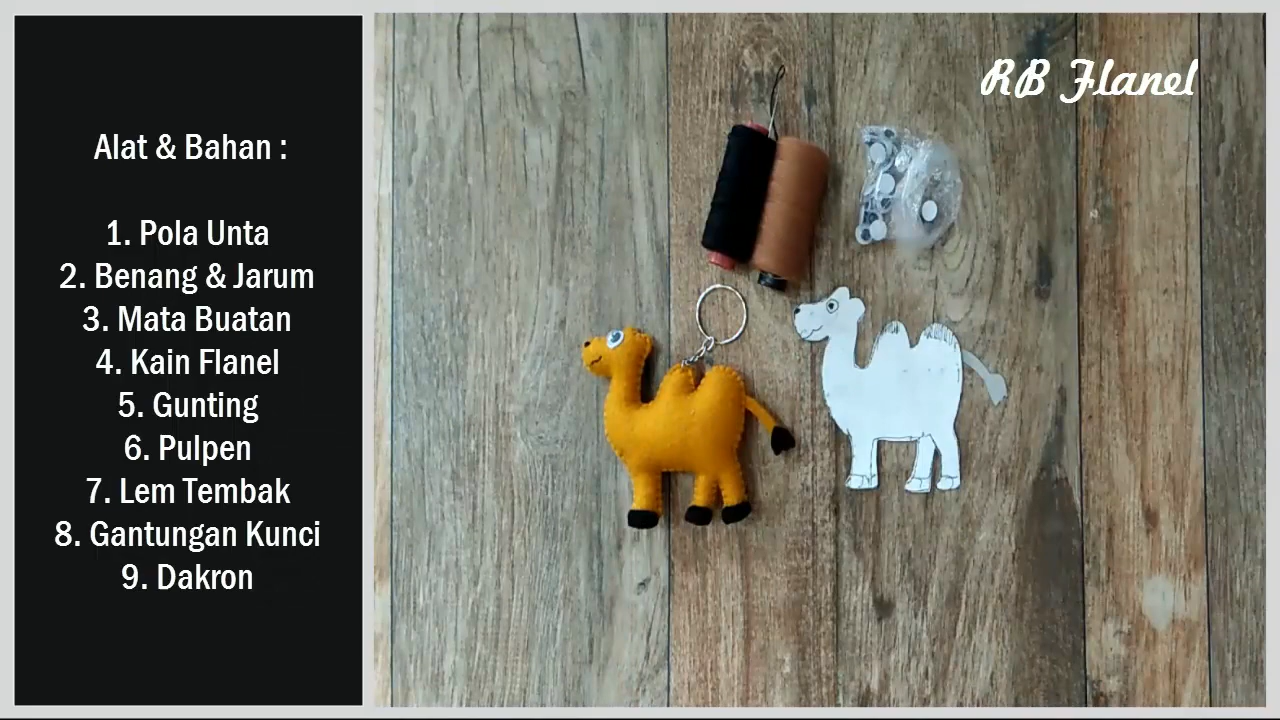 Alat & Bahan :
1. Pola Unta
2. Benang & Jarum
3. Mata Buatan
4. Kain Flanel
5. Gunting
6. Pulpen
7. Lem Tembak
8. Gantungan Kunci
9. Dakron
RB Flanel